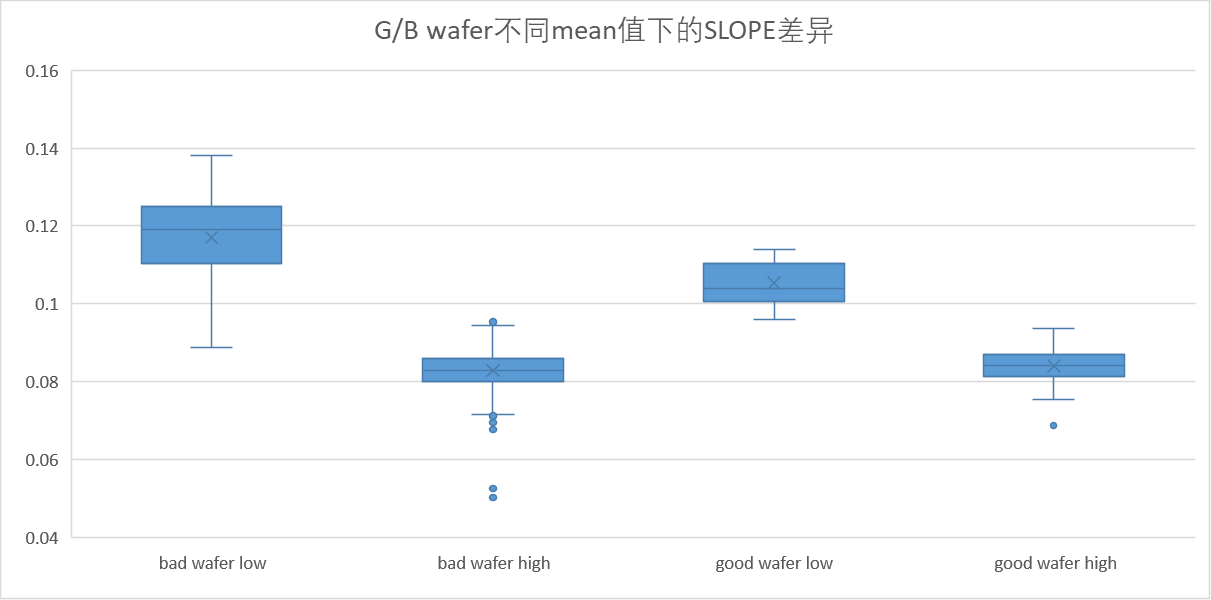 G/B wafer不同mean值下的SLOPE差异
0.16
0.14
0.12
0.1
0.08
0.06
0.04
bad wafer low
bad wafer high
good wafer low
good wafer high